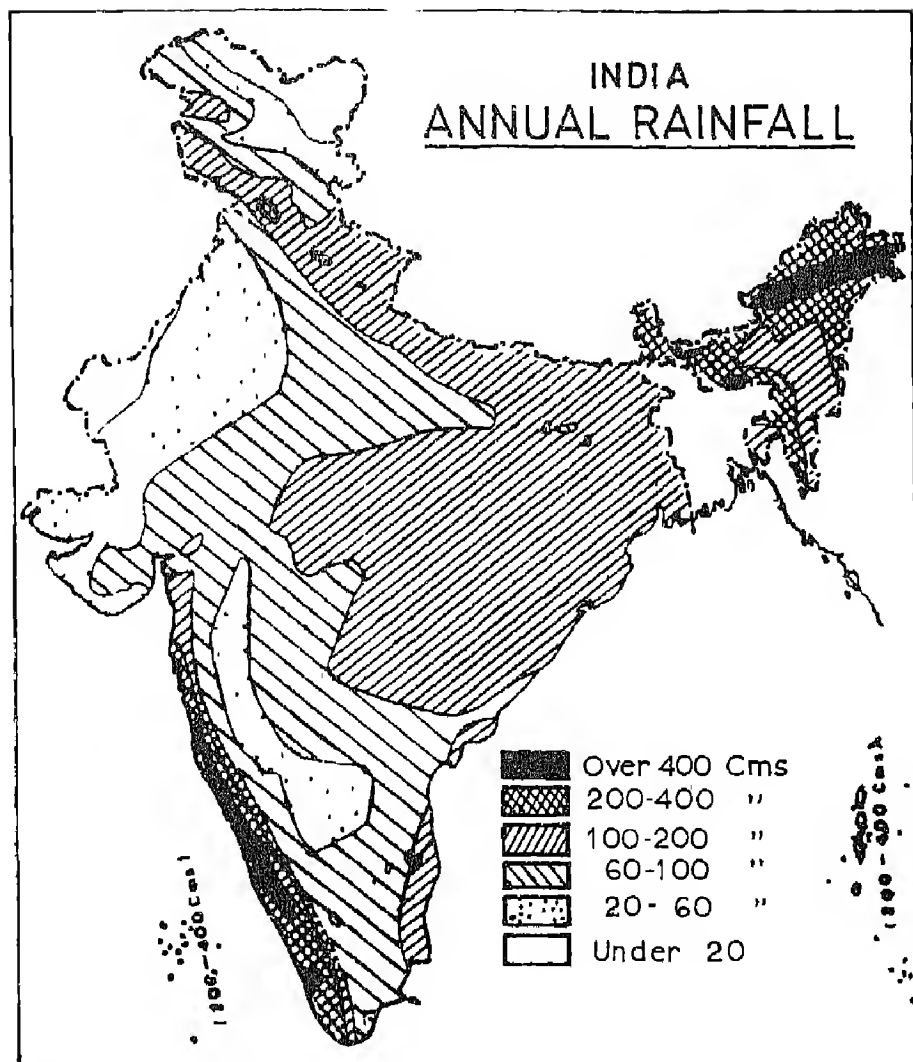 INDIA
ANNUAL RAINFALL
Over 400 Cms
200-400 "
100-200 "
60-100 "
20-60 "
Under 20